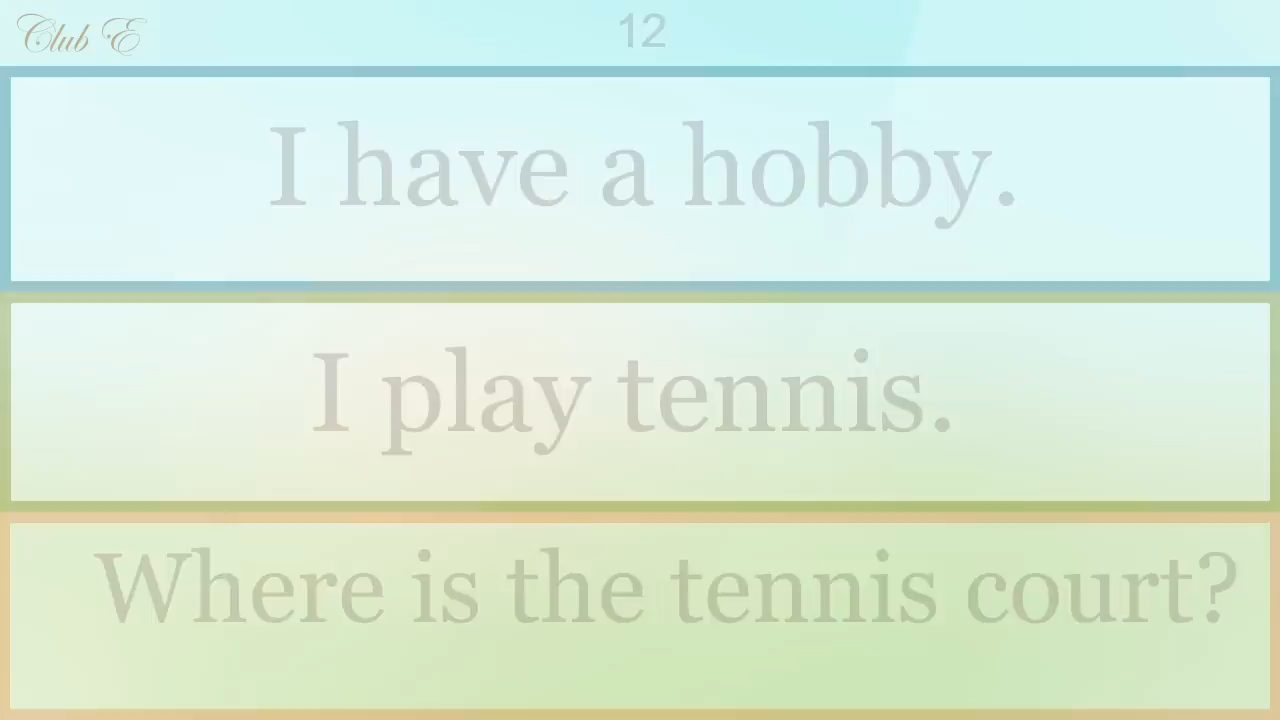 Club E
12
I have a hobby.
I play tennis.
Where is the tennis court?